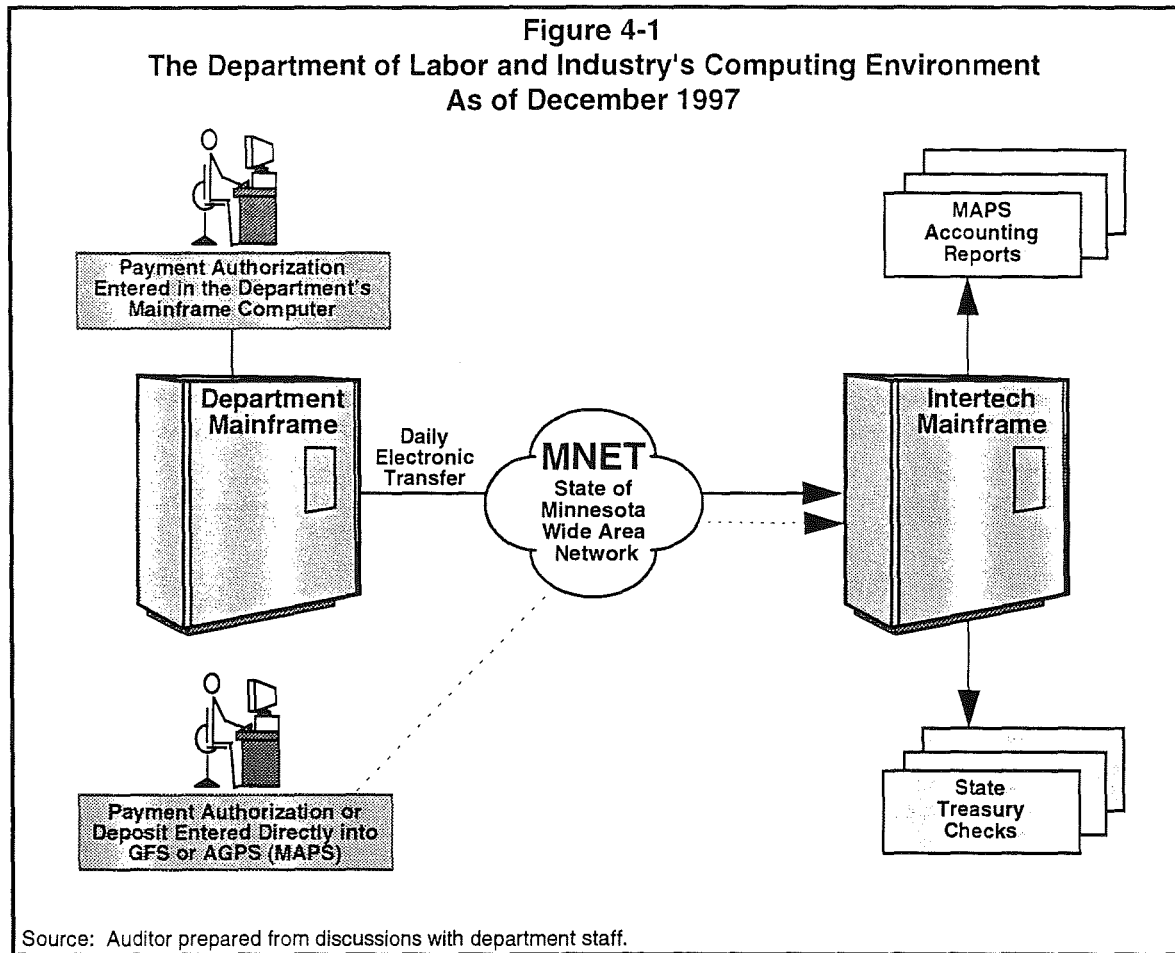 Figure 4-1
The Department of Labor and Industry's Computing Environment
As of December 1997
Payment Authorization
Entered in the Department's
Mainframe Computer
MAPS
Accounting
Reports
Department
Mainframe
Daily
Electronic
Transfer
MNET
State of
Minnesota
Wide Area
Network
Intertech
Mainframe
Payment Authorization or
Deposit Entered Directly into
GFS or AGPS (MAPS)
State
Treasury
Checks
Source: Auditor prepared from discussions with department staff.